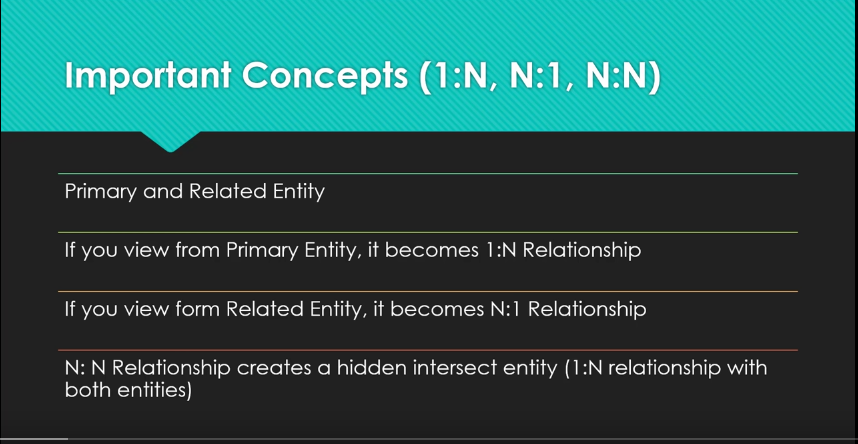 Important Concepts (1:N, N:1, N:N)
Primary and Related Entity
If you view from Primary Entity, it becomes 1:N Relationship
If you view form Related Entity, it becomes N:1 Relationship
N: N Relationship creates a hidden intersect entity (1:N relationship with
both entities)